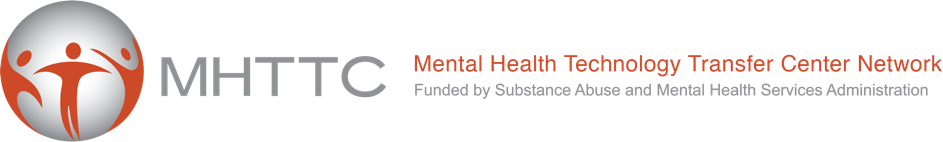 MHTTC
Mental Health Technology Transfer Center Network
Funded by Substance Abuse and Mental Health Services Administration